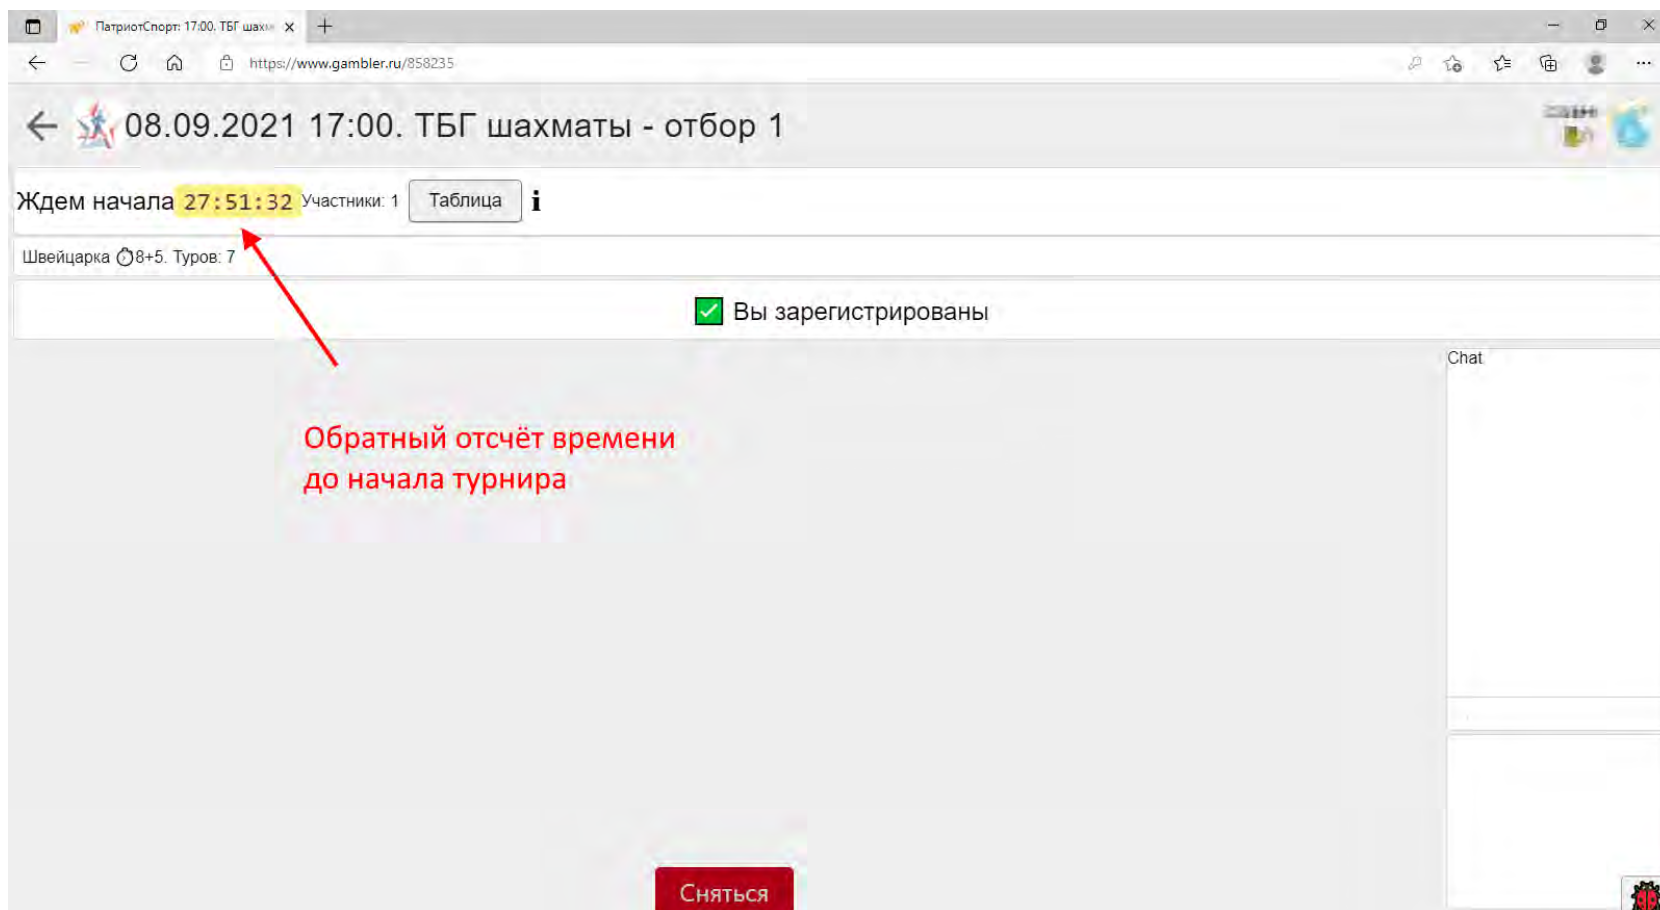 ПатриотСпорт: 17:00. ТБГ шахм
https://www.gambler.ru/858235
08.09.2021 17:00. ТБГ шахматы - отбор 1
Ждем начала 27:51:32 Участники: 1 Таблица i
Швейцарка 8+5. Туров: 7
Вы зарегистрированы
Chat
Обратный отсчёт времени
до начала турнира
Сняться